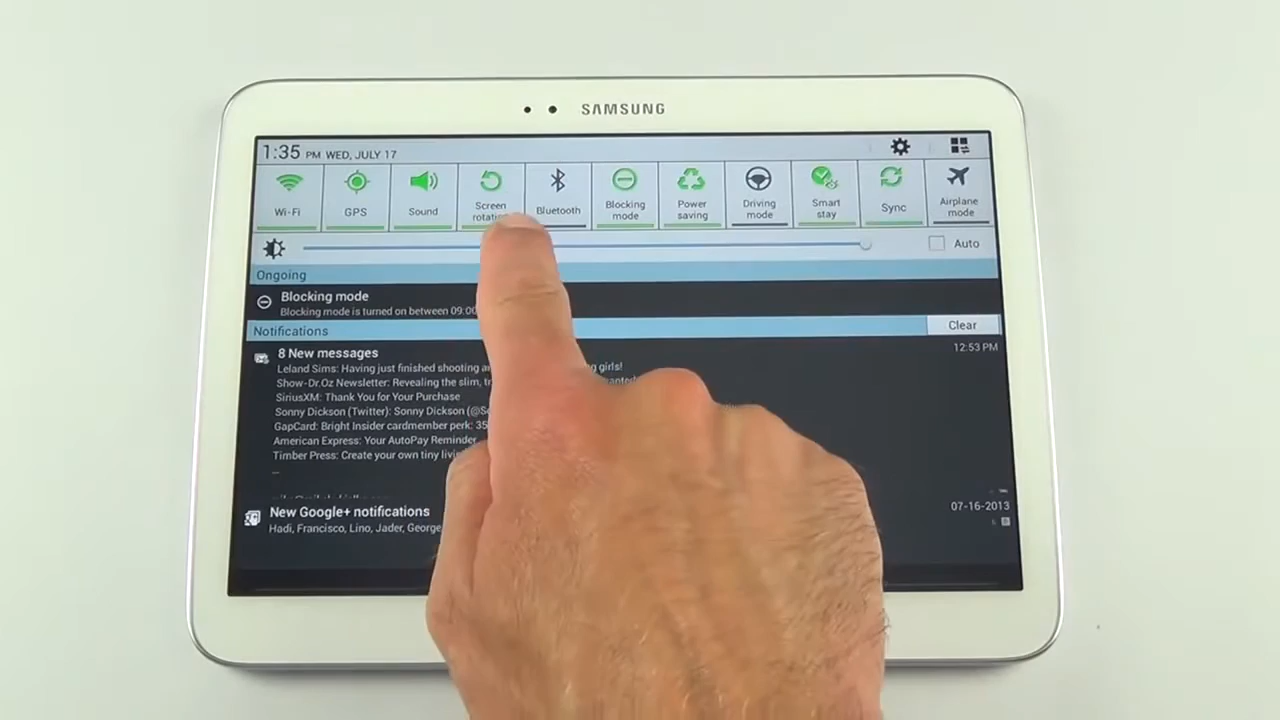 SAMSUNG
1:35 PM WED, JULY 17
Wi-Fi
GPS
Sound
Screen
Bluetooth
Blocking
mode
Power
saving
Driving
mode
Smart
stay
Sync
Airplane
mode
Auto
Ongoing
Blocking mode
Blocking mode is turned on between 09:00
Notifications
Clear
8 New messages
12:53 PM
Leland Sims: Having just finished shooting girls!
Show-Dr.Oz Newsletter: Revealing the slim,
SiriusXM: Thank You for Your Purchase
Sonny Dickson (Twitter): Sonny Dickson
GapCard: Bright Insider cardmember perk:
American Express: Your AutoPay Reminder
Timber Press: Create your own tiny
...
New Google+ notifications
07-16-2013
Hadi, Francisco, Lino, Jader, George